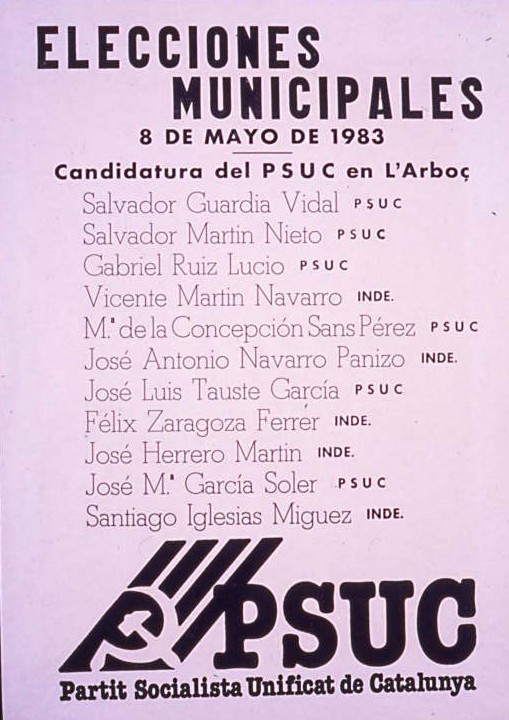 ELECCIONES
MUNICIPALES
8 DE MAYO DE 1983
Candidatura del PSUC en L'Arboç
Salvador Guardia Vidal PSUC
Salvador Martin Nieto PSUC
Gabriel Ruiz Lucio PSUC
Vicente Martin Navarro INDE.
M.ª de la Concepción Sans Pérez PSUC
José Antonio Navarro Panizo INDE.
José Luis Tauste García PSUC
Félix Zaragoza Ferrer INDE.
José Herrero Martin INDE.
José M.ª García Soler PSUC
Santiago Iglesias Miguez INDE.
PSUC
Partit Socialista Unificat de Catalunya